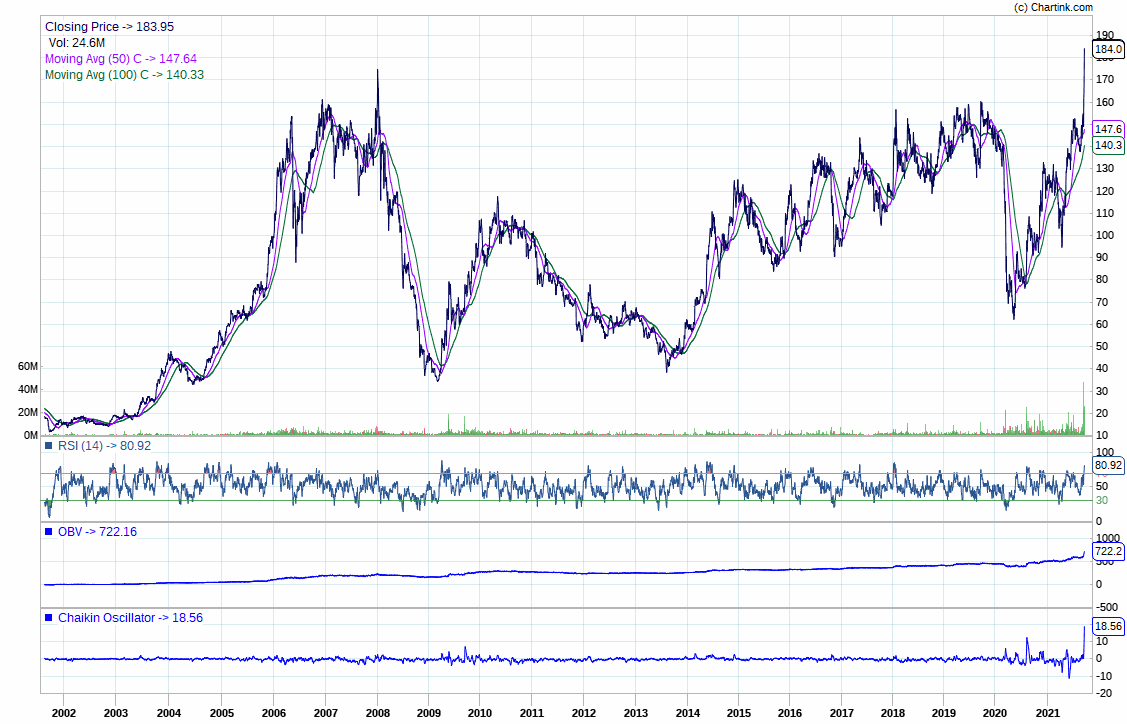 (c) Chartink.com
Closing Price -> 183.95
Vol: 24.6M
Moving Avg (50) C -> 147.64
Moving Avg (100) C -> 140.33
190
184.0
170
160
147.6
140.3
130
120
110
100
90
80
70
60
50
60M
40
40M
30
20M
20
0M
10
RSI (14) -> 80.92
100
80.92
50
30
0
OBV -> 722.16
1000
722.2
500
0
-500
Chaikin Oscillator -> 18.56
18.56
10
0
-10
-20
2002 2003 2004 2005 2006 2007 2008 2009 2010 2011 2012 2013 2014 2015 2016 2017 2018 2019 2020 2021